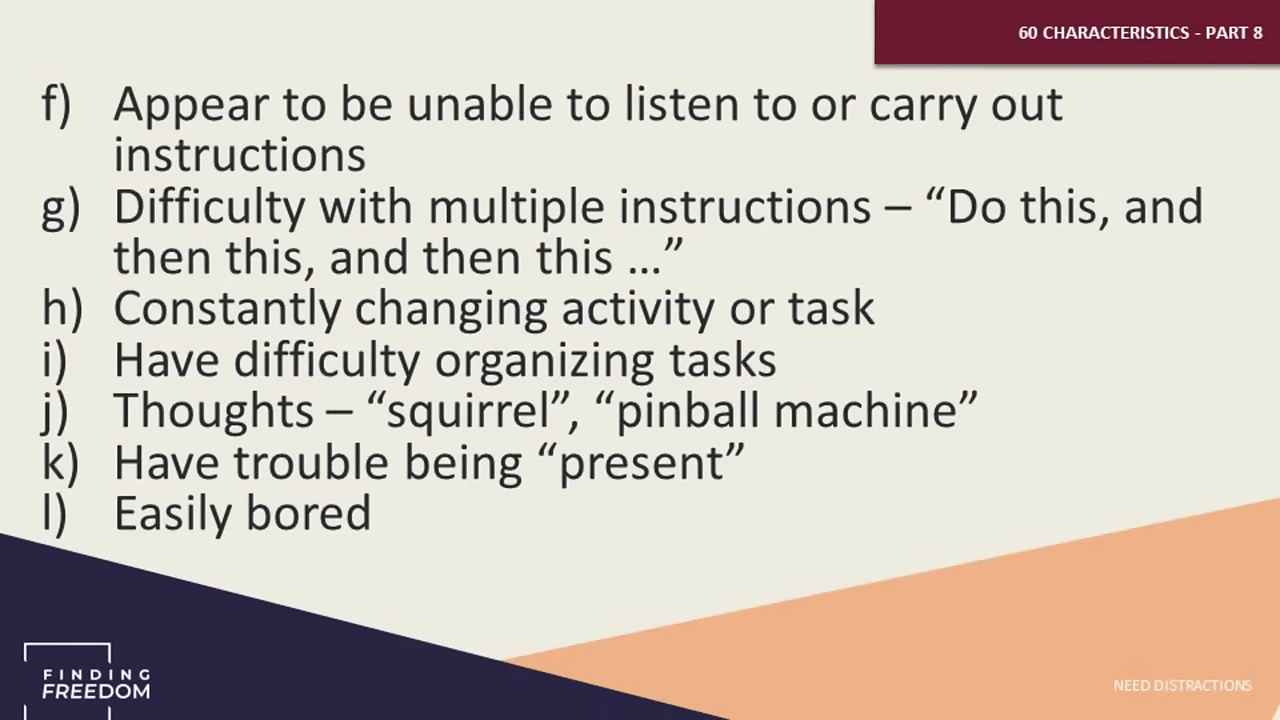 60 CHARACTERISTICS - PART 8
f) Appear to be unable to listen to or carry out
instructions
g) Difficulty with multiple instructions – “Do this, and
then this, and then this …”
h) Constantly changing activity or task
i) Have difficulty organizing tasks
j) Thoughts – “squirrel”, “pinball machine”
k) Have trouble being “present”
l) Easily bored
FINDING
FREEDOM
NEED DISTRACTIONS